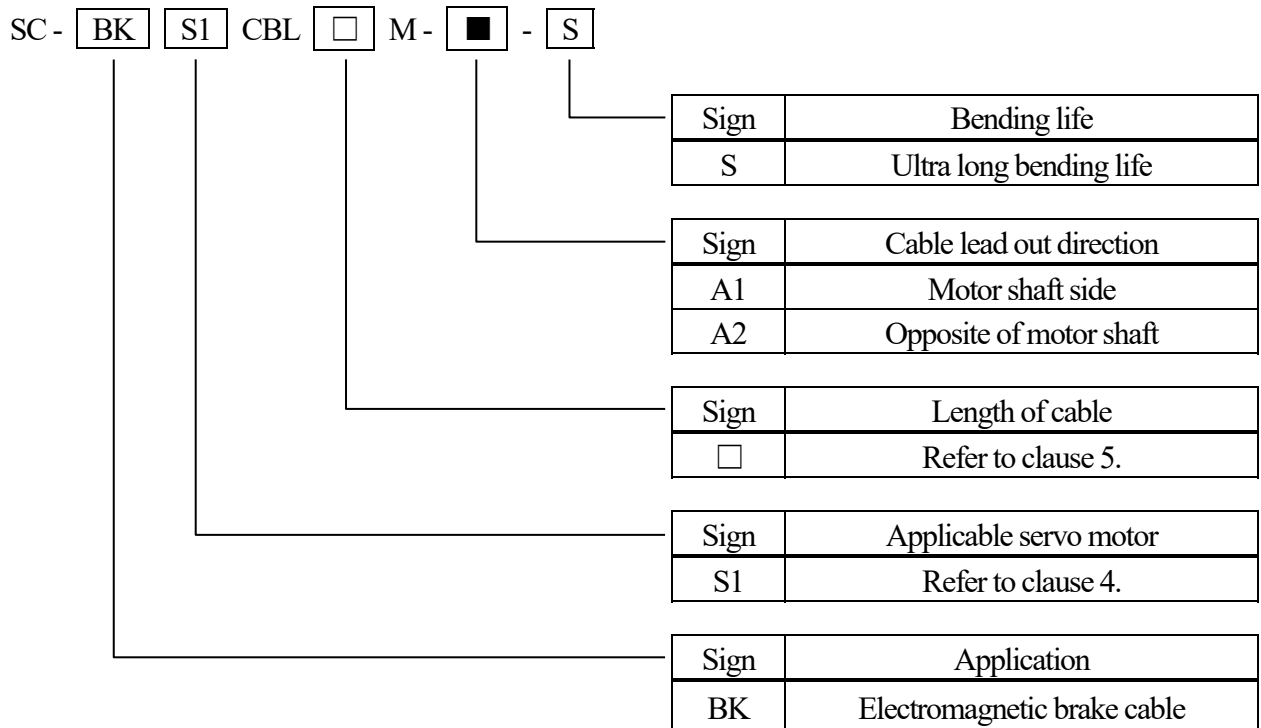 SC - BK S1 CBL □ M - ■ - S
Sign Bending life
S Ultra long bending life
Sign Cable lead out direction
A1 Motor shaft side
A2 Opposite of motor shaft
Sign Length of cable
□ Refer to clause 5.
Sign Applicable servo motor
S1 Refer to clause 4.
Sign Application
BK Electromagnetic brake cable